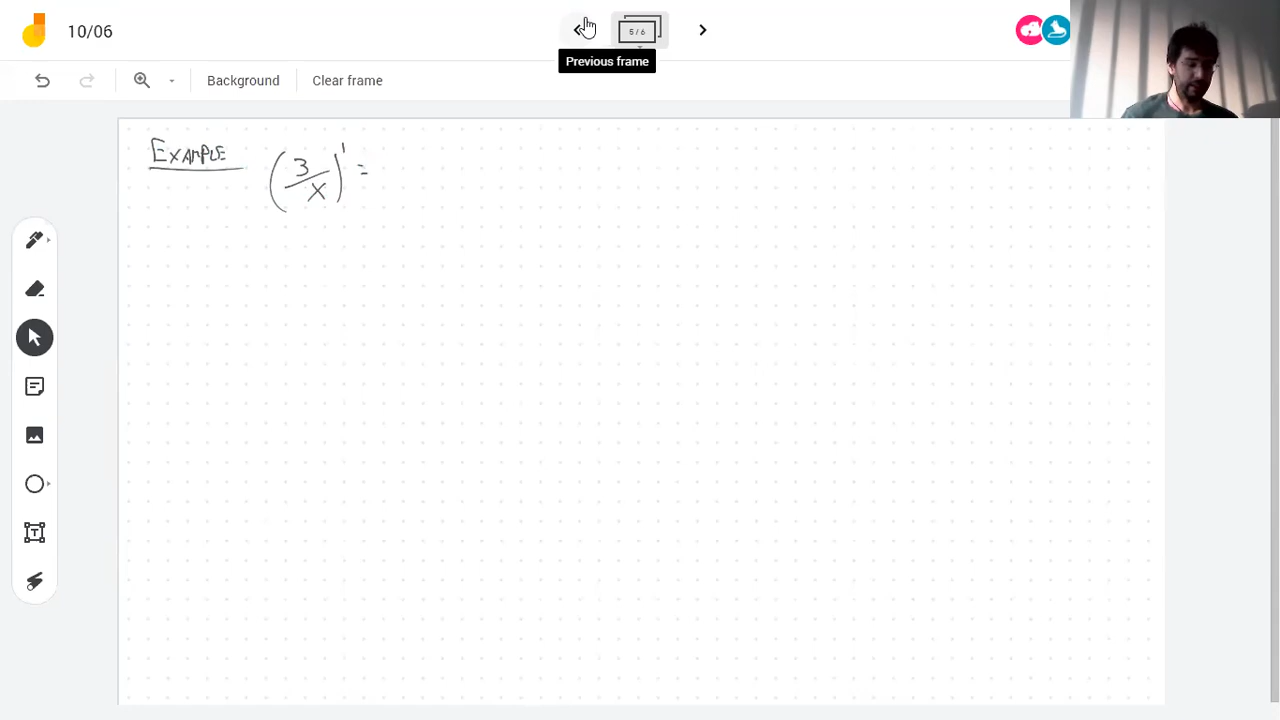 10/06
5 / 6
Previous frame
Background
Clear frame
EXAMPLE (3/x)' =
T